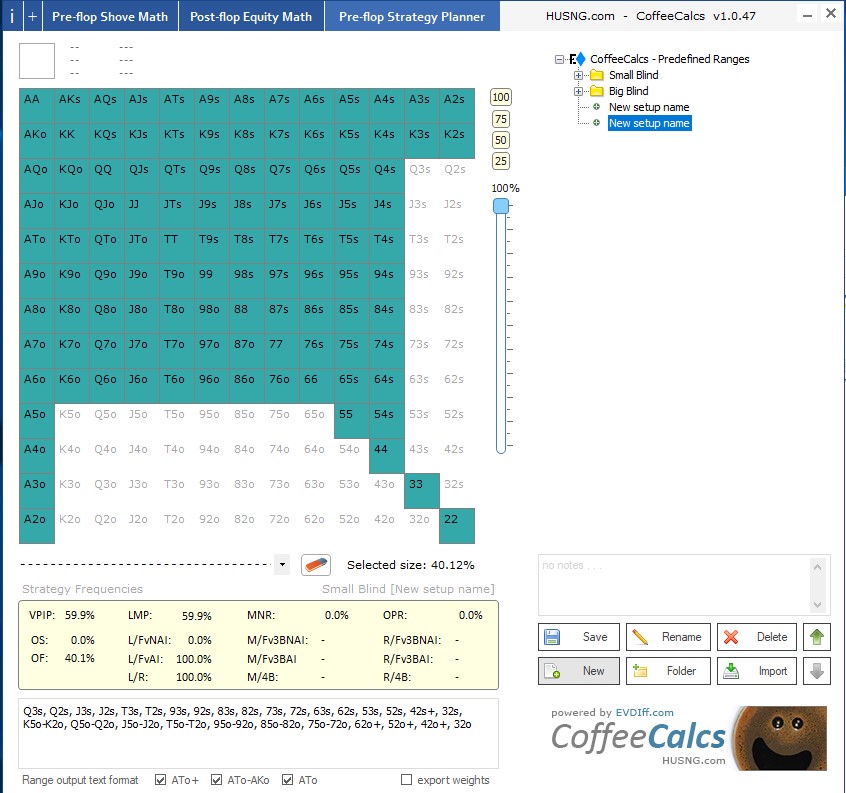 i + Pre-flop Shove Math Post-flop Equity Math Pre-flop Strategy Planner HUSNG.com - CoffeeCalcs v1.0.47
-- ---
-- ---
-- ---
AA AKs AQs AJs ATs A9s A8s A7s A6s A5s A4s A3s A2s
AKo KK KQs KJs KTs K9s K8s K7s K6s K5s K4s K3s K2s
AQo KQo QQ QJs QTs Q9s Q8s Q7s Q6s Q5s Q4s Q3s Q2s
AJo KJo QJo JJ JTs J9s J8s J7s J6s J5s J4s J3s J2s
ATo KTo QTo JTo TT T9s T8s T7s T6s T5s T4s T3s T2s
A9o K9o Q9o J9o T9o 99 98s 97s 96s 95s 94s 93s 92s
A8o K8o Q8o J8o T8o 98o 88 87s 86s 85s 84s 83s 82s
A7o K7o Q7o J7o T7o 97o 87o 77 76s 75s 74s 73s 72s
A6o K6o Q6o J6o T6o 96o 86o 76o 66 65s 64s 63s 62s
A5o K5o Q5o J5o T5o 95o 85o 75o 65o 55 54s 53s 52s
A4o K4o Q4o J4o T4o 94o 84o 74o 64o 54o 44 43s 42s
A3o K3o Q3o J3o T3o 93o 83o 73o 63o 53o 43o 33 32s
A2o K2o Q2o J2o T2o 92o 82o 72o 62o 52o 42o 32o 22
100
75
50
25
100%
CoffeeCalcs - Predefined Ranges
Small Blind
Big Blind
New setup name
New setup name
Selected size: 40.12%
Strategy Frequencies Small Blind [New setup name]
VPIP: 59.9% LMP: 59.9% MNR: 0.0% OPR: 0.0%
OS: 0.0% L/FvNAI: 0.0% M/Fv3BNAI: - R/Fv3BNAI: -
OF: 40.1% L/FvAI: 100.0% M/Fv3BAI - R/Fv3BAI: -
L/R: 100.0% M/4B: - R/4B: -
Q3s, Q2s, J3s, J2s, T3s, T2s, 93s, 92s, 83s, 82s, 73s, 72s, 63s, 62s, 53s, 52s, 42s+, 32s,
K5o-K2o, Q5o-Q2o, J5o-J2o, T5o-T2o, 95o-92o, 85o-82o, 75o-72o, 62o+, 52o+, 42o+, 32o
Range output text format ATo+ ATo-AKo ATo export weights
no notes . . .
Save Rename Delete
New Folder Import
powered by EVDIff.com
CoffeeCalcs
HUSNG.com